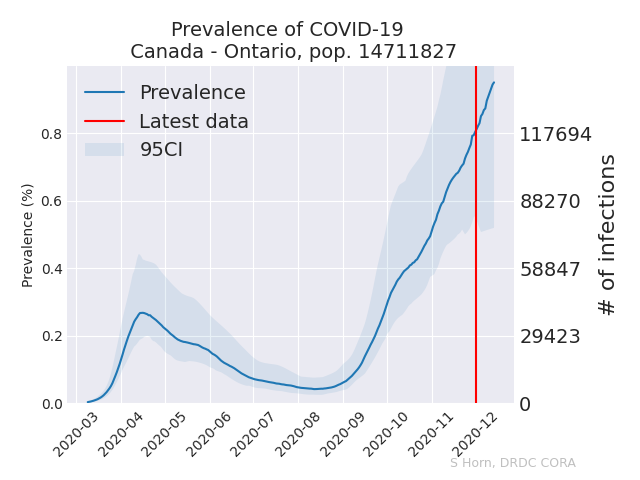 Prevalence of COVID-19
Canada - Ontario, pop. 14711827
Prevalence
Latest data
95CI
Prevalence (%)
0.8
0.6
0.4
0.2
0.0
117694
88270
58847
29423
0
# of infections
2020-03
2020-04
2020-05
2020-06
2020-07
2020-08
2020-09
2020-10
2020-11
2020-12
S Horn, DRDC CORA